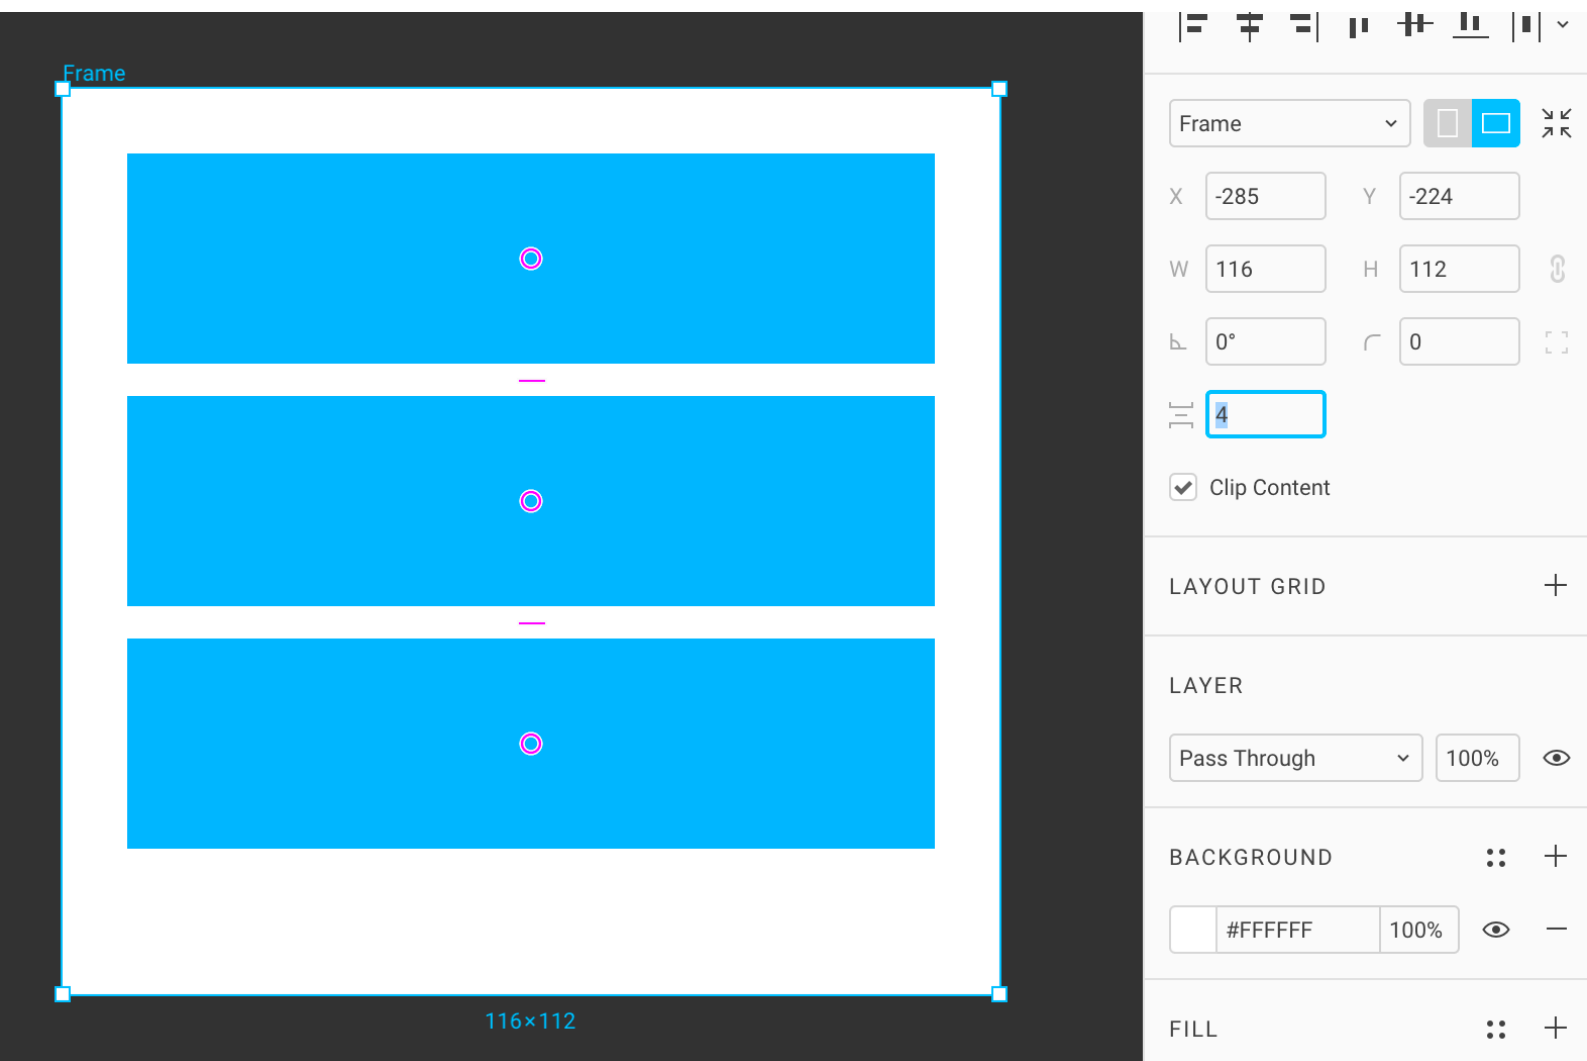 Frame
116×112
Frame
X -285 Y -224
W 116 H 112
0° 0
4
Clip Content
LAYOUT GRID
LAYER
Pass Through 100%
BACKGROUND
#FFFFFF 100%
FILL